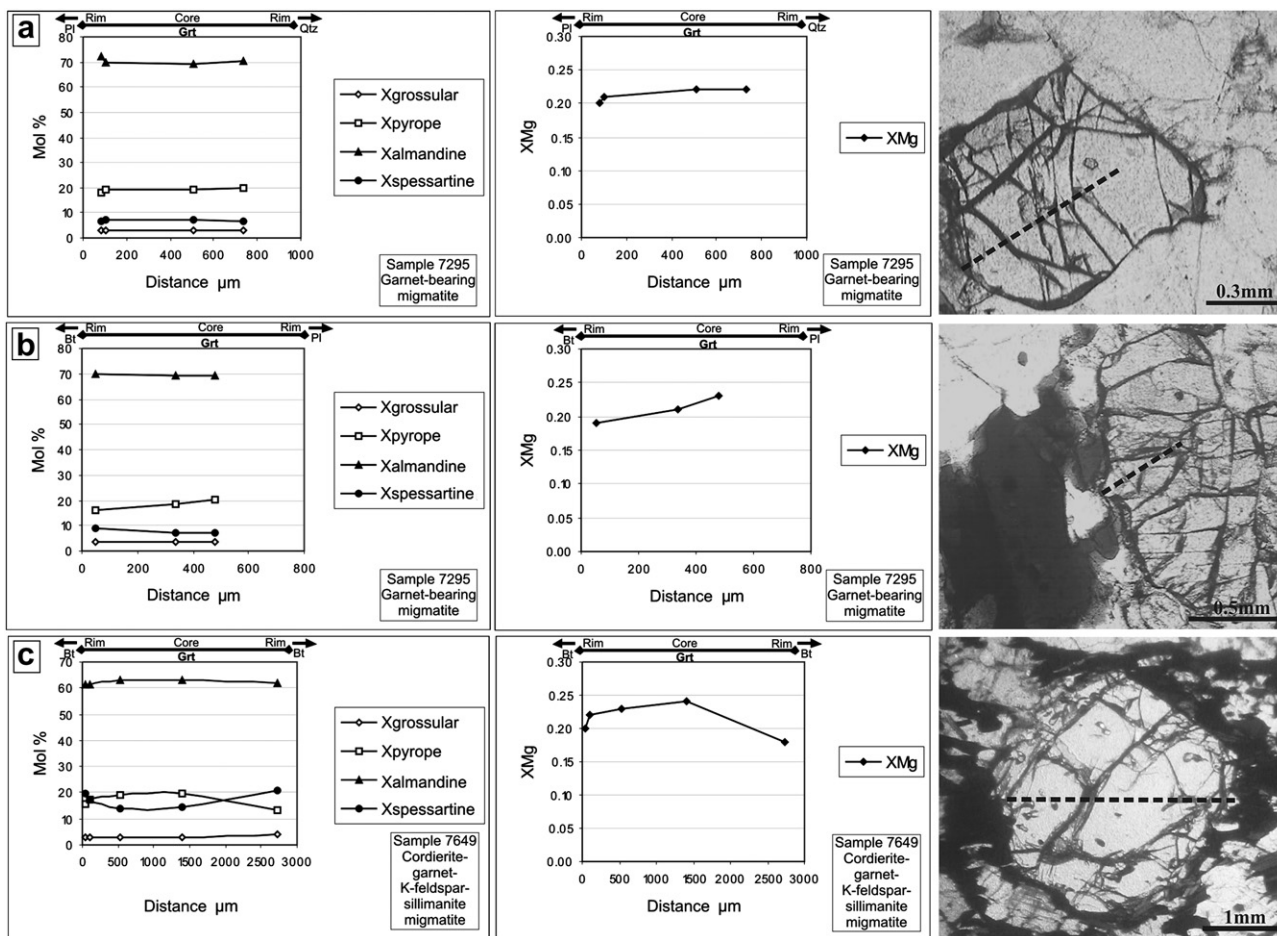 a
Rim Core Rim
Pl Grt Qtz
80
70
60
50
40
30
20
10
0
Mol %
0 200 400 600 800 1000
Distance µm
Xgrossular
Xpyrope
Xalmandine
Xspessartine
Sample 7295
Garnet-bearing
migmatite
Rim Core Rim
Pl Grt Qtz
0.30
0.25
0.20
0.15
0.10
0.05
0.00
XMg
0 200 400 600 800 1000
Distance µm
XMg
Sample 7295
Garnet-bearing
migmatite
0.3mm
b
Rim Core Rim
Bt Grt Pl
80
70
60
50
40
30
20
10
0
Mol %
0 200 400 600 800
Distance µm
Xgrossular
Xpyrope
Xalmandine
Xspessartine
Sample 7295
Garnet-bearing
migmatite
Rim Core Rim
Bt Grt Pl
0.30
0.25
0.20
0.15
0.10
0.05
0.00
XMg
0 200 400 600 800
Distance µm
XMg
Sample 7295
Garnet-bearing
migmatite
0.5mm
c
Rim Core Rim
Bt Grt Bt
70
60
50
40
30
20
10
0
Mol %
0 500 1000 1500 2000 2500 3000
Distance µm
Xgrossular
Xpyrope
Xalmandine
Xspessartine
Sample 7649
Cordierite-
garnet-
K-feldspar-
sillimanite
migmatite
Rim Core Rim
Bt Grt Bt
0.30
0.25
0.20
0.15
0.10
0.05
0.00
XMg
0 500 1000 1500 2000 2500 3000
Distance µm
XMg
Sample 7649
Cordierite-
garnet-
K-feldspar-
sillimanite
migmatite
1mm